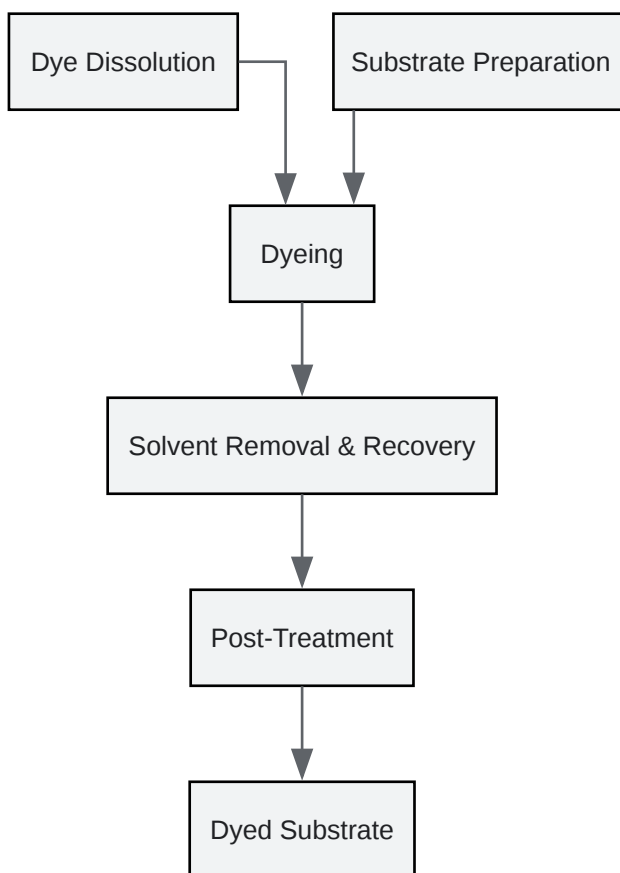 Dye Dissolution
Substrate Preparation
Dyeing
Solvent Removal & Recovery
Post-Treatment
Dyed Substrate